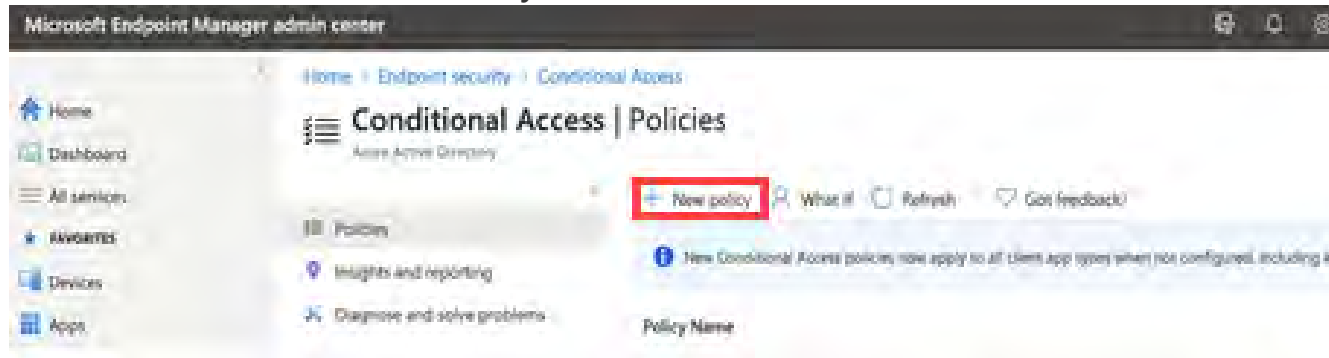 Microsoft Endpoint Manager admin center
Home > Endpoint security > Conditional Access
Home
Conditional Access | Policies
Azure Active Directory
Dashboard
All services
+ New policy What If Refresh Got feedback?
FAVORITES
Policies
New Conditional Access policies now apply to all client app types when not configured, including
Insights and reporting
Devices
Diagnose and solve problems
Apps
Policy Name